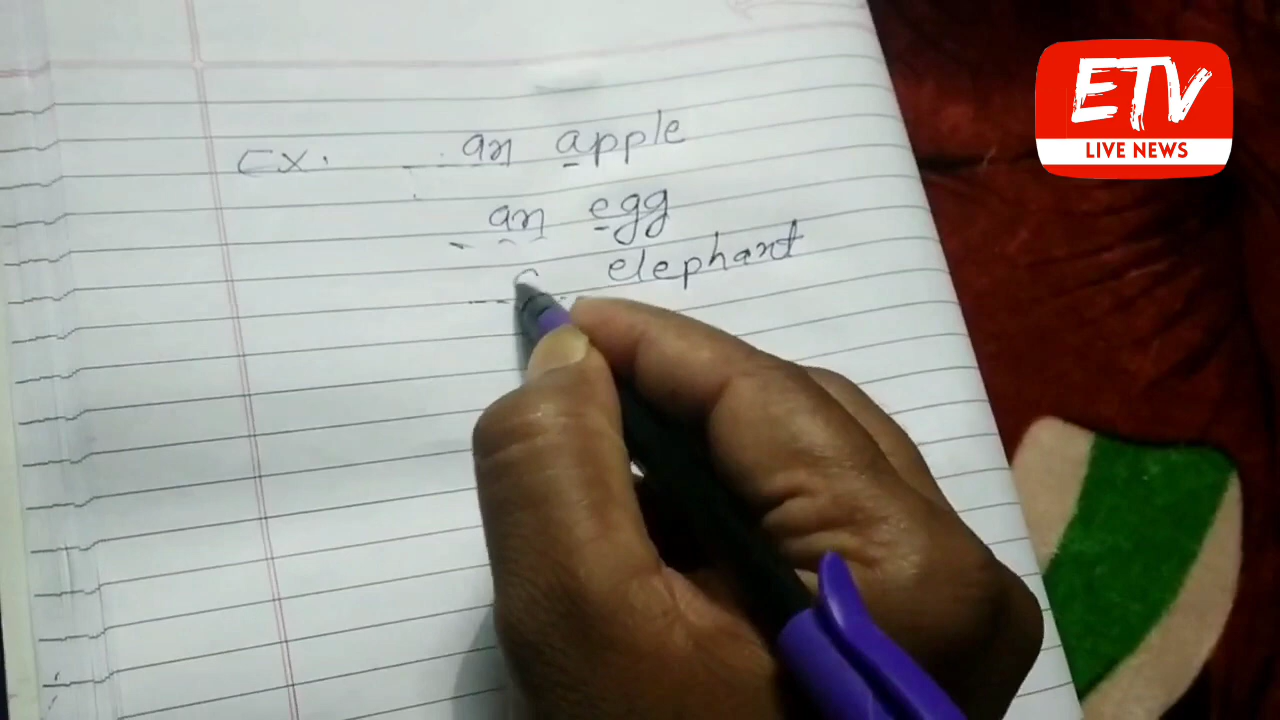 Ex. an apple
an egg
elephant
ETV
LIVE NEWS